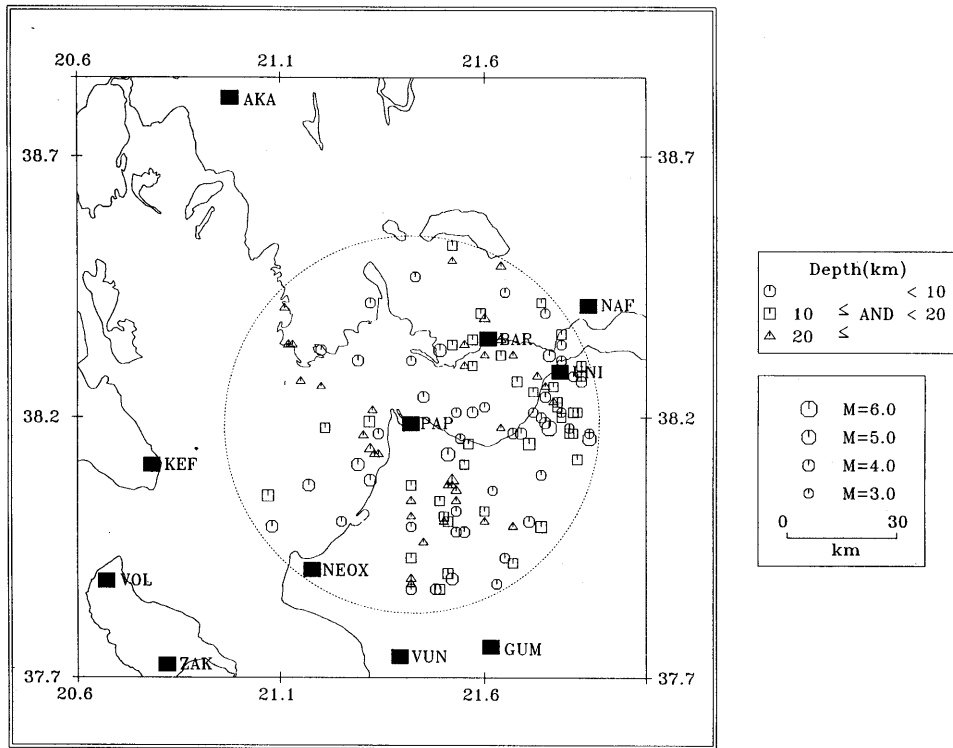 20.6 21.1 21.6
AKA
38.7 38.7
NAF
BAR
UNI
38.2 38.2
PAP
KEF
NEOX
VOL
GUM
VUN
ZAK
37.7 37.7
20.6 21.1 21.6
Depth(km)
< 10
10 ≤ AND < 20
20 ≤
M=6.0
M=5.0
M=4.0
M=3.0
0 30
km